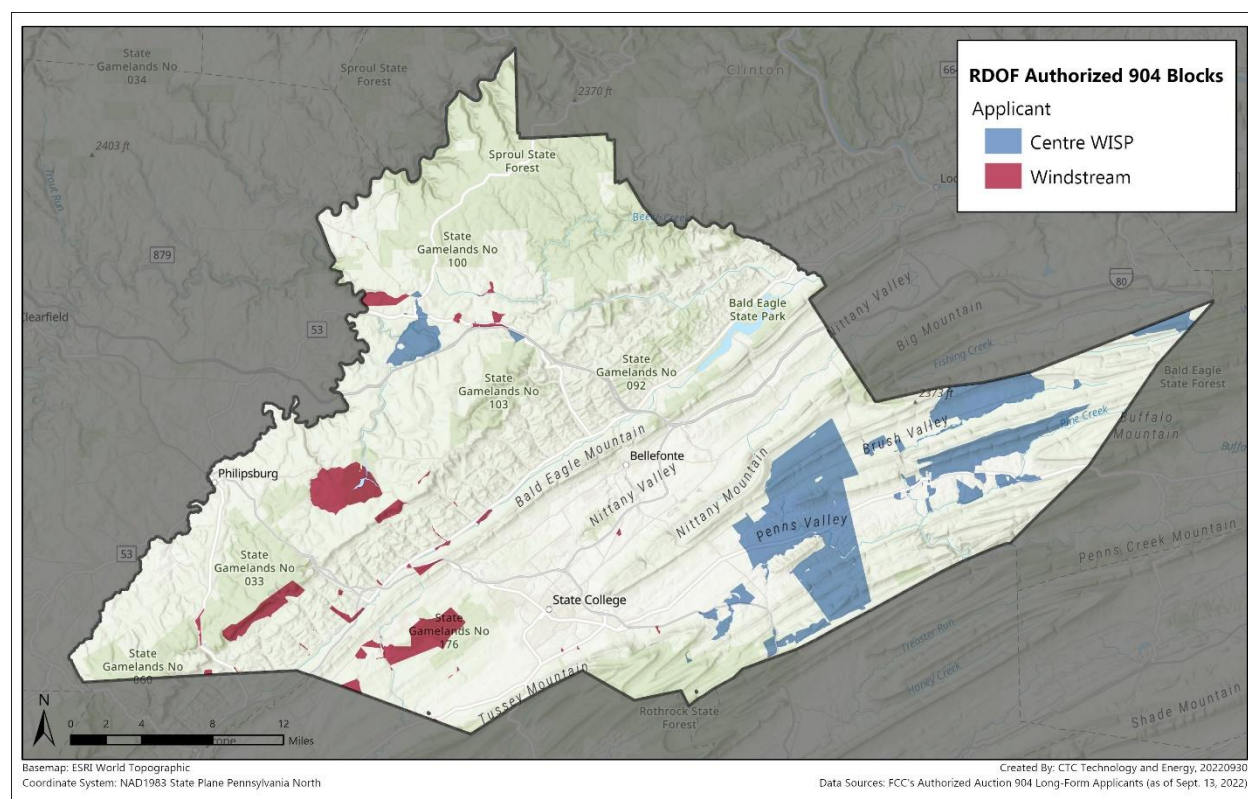 State
Gamelands No
034
Sproul State
Forest
2370 ft
Clinton
664
2403 ft
Trout Run
RDOF Authorized 904 Blocks
Applicant
Centre WISP
Windstream
Sproul State
Forest
879
Beech Creek
State
Gamelands No
100
80
Nittany Valley
Bald Eagle
State Park
Big Mountain
Clearfield
53
Fishing Creek
State
Gamelands No
092
State
Gamelands No
103
Bald Eagle
State Forest
2373 ft
Pine Creek
Buffalo
Mountain
Brush Valley
Bald Eagle Mountain
Bellefonte
Philipsburg
Nittany Valley
Nittany Mountain
Penns Valley
53
State
Gamelands No
033
Penns Creek Mountain
State College
State
Gamelands No
176
Treaster Run
State
Gamelands No
060
Honey Creek
Tussey Mountain
Rothrock State
Forest
Shade Mountain
N
0 2 4 8 12
Miles
Basemap: ESRI World Topographic
Coordinate System: NAD1983 State Plane Pennsylvania North
Created By: CTC Technology and Energy, 20220930
Data Sources: FCC's Authorized Auction 904 Long-Form Applicants (as of Sept. 13, 2022)